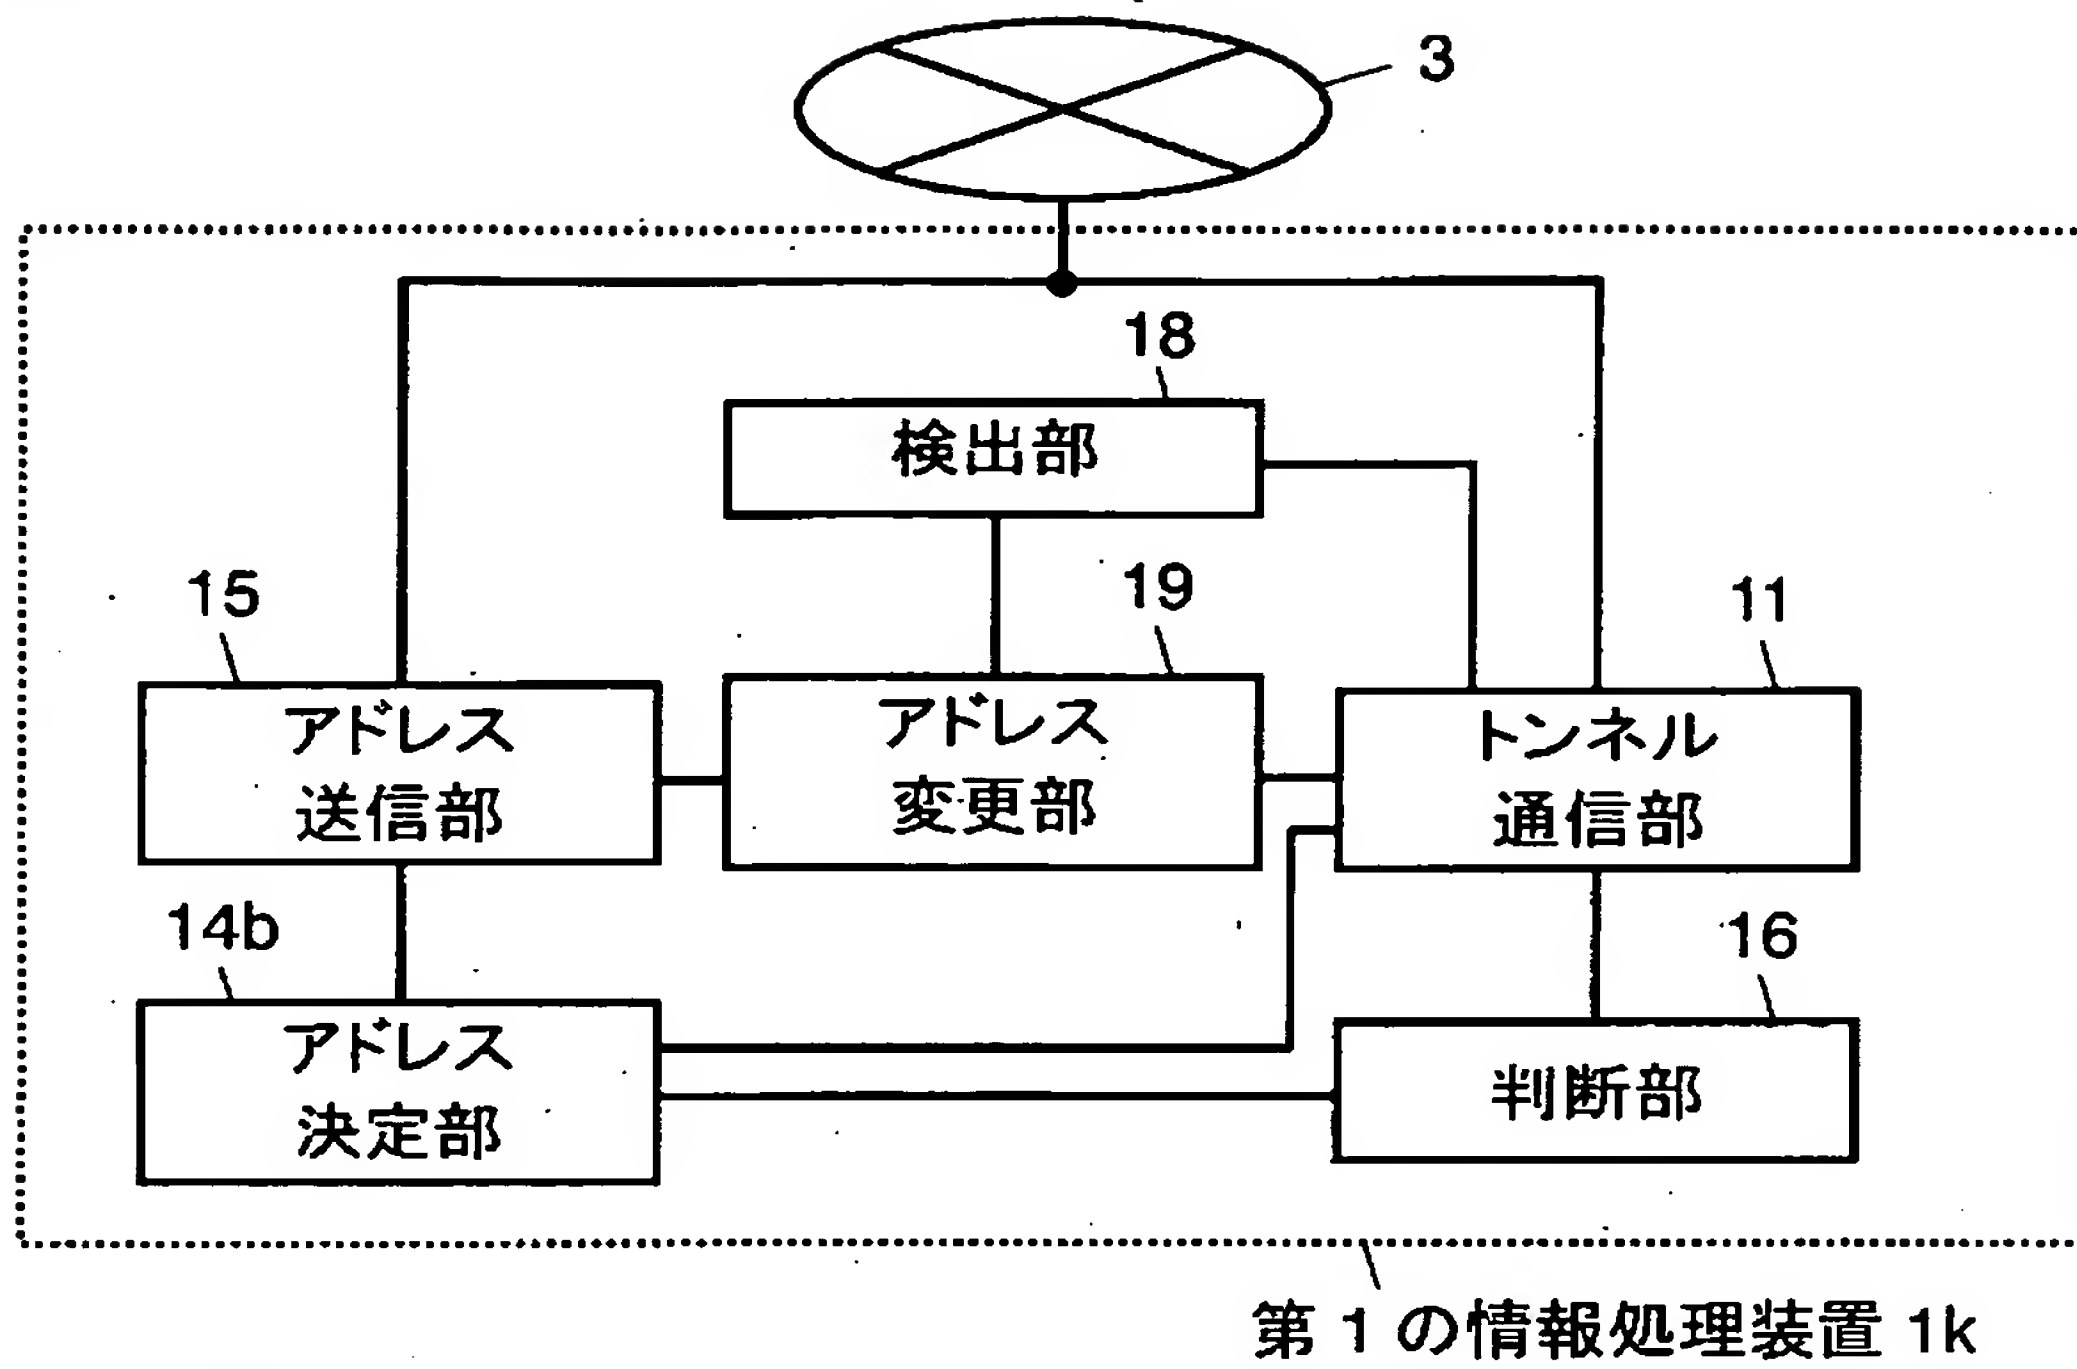 3
18
検出部
15
アドレス
送信部
19
アドレス
変更部
11
トンネル
通信部
14b
アドレス
決定部
16
判断部
第1の情報処理装置 1k